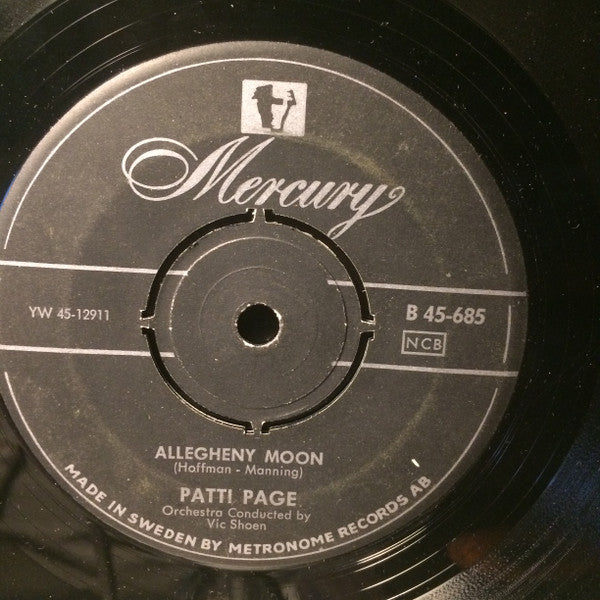 Mercury
YW 45-12911
B 45-685
NCB
ALLEGHENY MOON
(Hoffman - Manning)
PATTI PAGE
Orchestra Conducted by
Vic Shoen
MADE IN SWEDEN BY METRONOME RECORDS AB